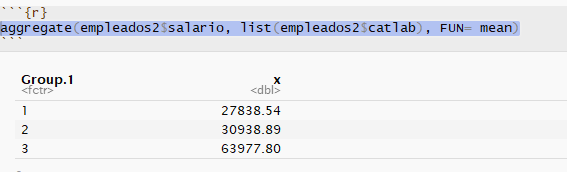 ```{r}
aggregate(empleados2$salario, list(empleados2$catlab), FUN= mean)
```
Group.1 x
<fctr> <dbl>
1 27838.54
2 30938.89
3 63977.80